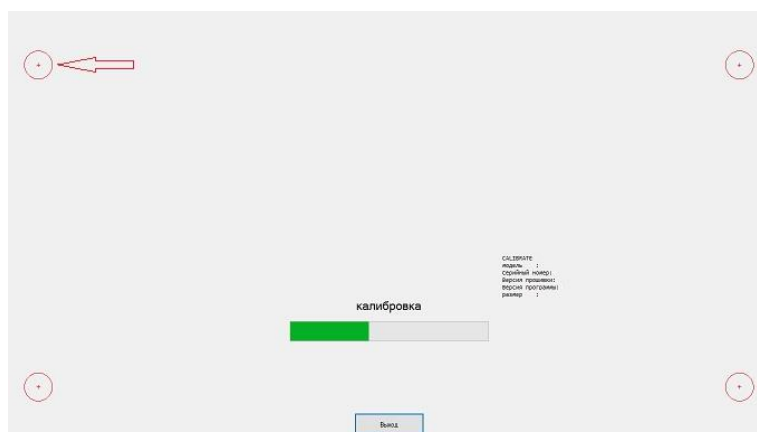 CALIBRATE
модель :
Серийный номер:
Версия прошивки:
Версия программы:
размер :
калибровка
Выход